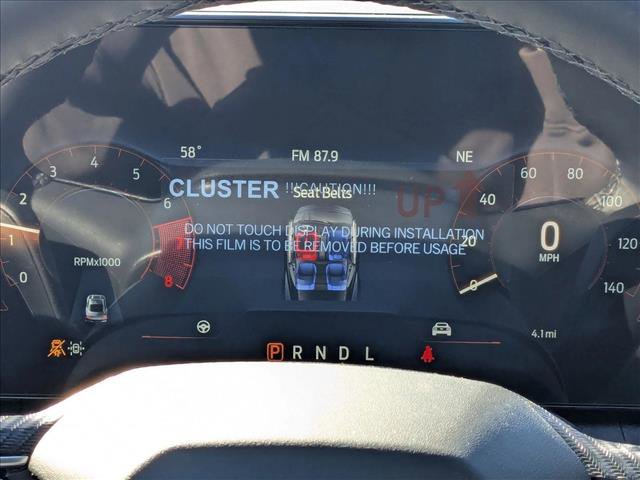 58° FM 87.9 NE
CLUSTER !!!CAUTION!!! UP
Seat Belts
DO NOT TOUCH DISPLAY DURING INSTALLATION
THIS FILM IS TO BE REMOVED BEFORE USAGE
0 1 2 3 4 5 6 7 8
RPMx1000
0 20 40 60 80 100 120 140
0
MPH
4.1 mi
P R N D L